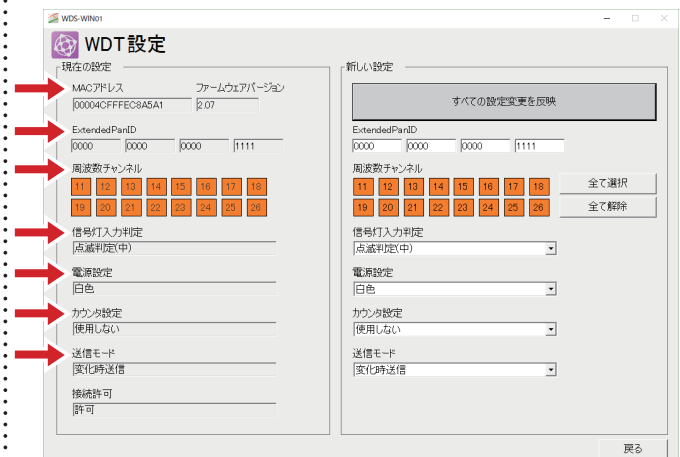 WDS-WIN01
WDT設定
現在の設定
MACアドレス ファームウェアバージョン
00004CFFFEC8A5A1 2.07
ExtendedPanID
0000 0000 0000 1111
周波数チャンネル
11 12 13 14 15 16 17 18
19 20 21 22 23 24 25 26
信号灯入力判定
点滅判定(中)
電源設定
白色
カウンタ設定
使用しない
送信モード
変化時送信
接続許可
許可
新しい設定
すべての設定変更を反映
ExtendedPanID
0000 0000 0000 1111
周波数チャンネル
11 12 13 14 15 16 17 18 全て選択
19 20 21 22 23 24 25 26 全て解除
信号灯入力判定
点滅判定(中)
電源設定
白色
カウンタ設定
使用しない
送信モード
変化時送信
戻る